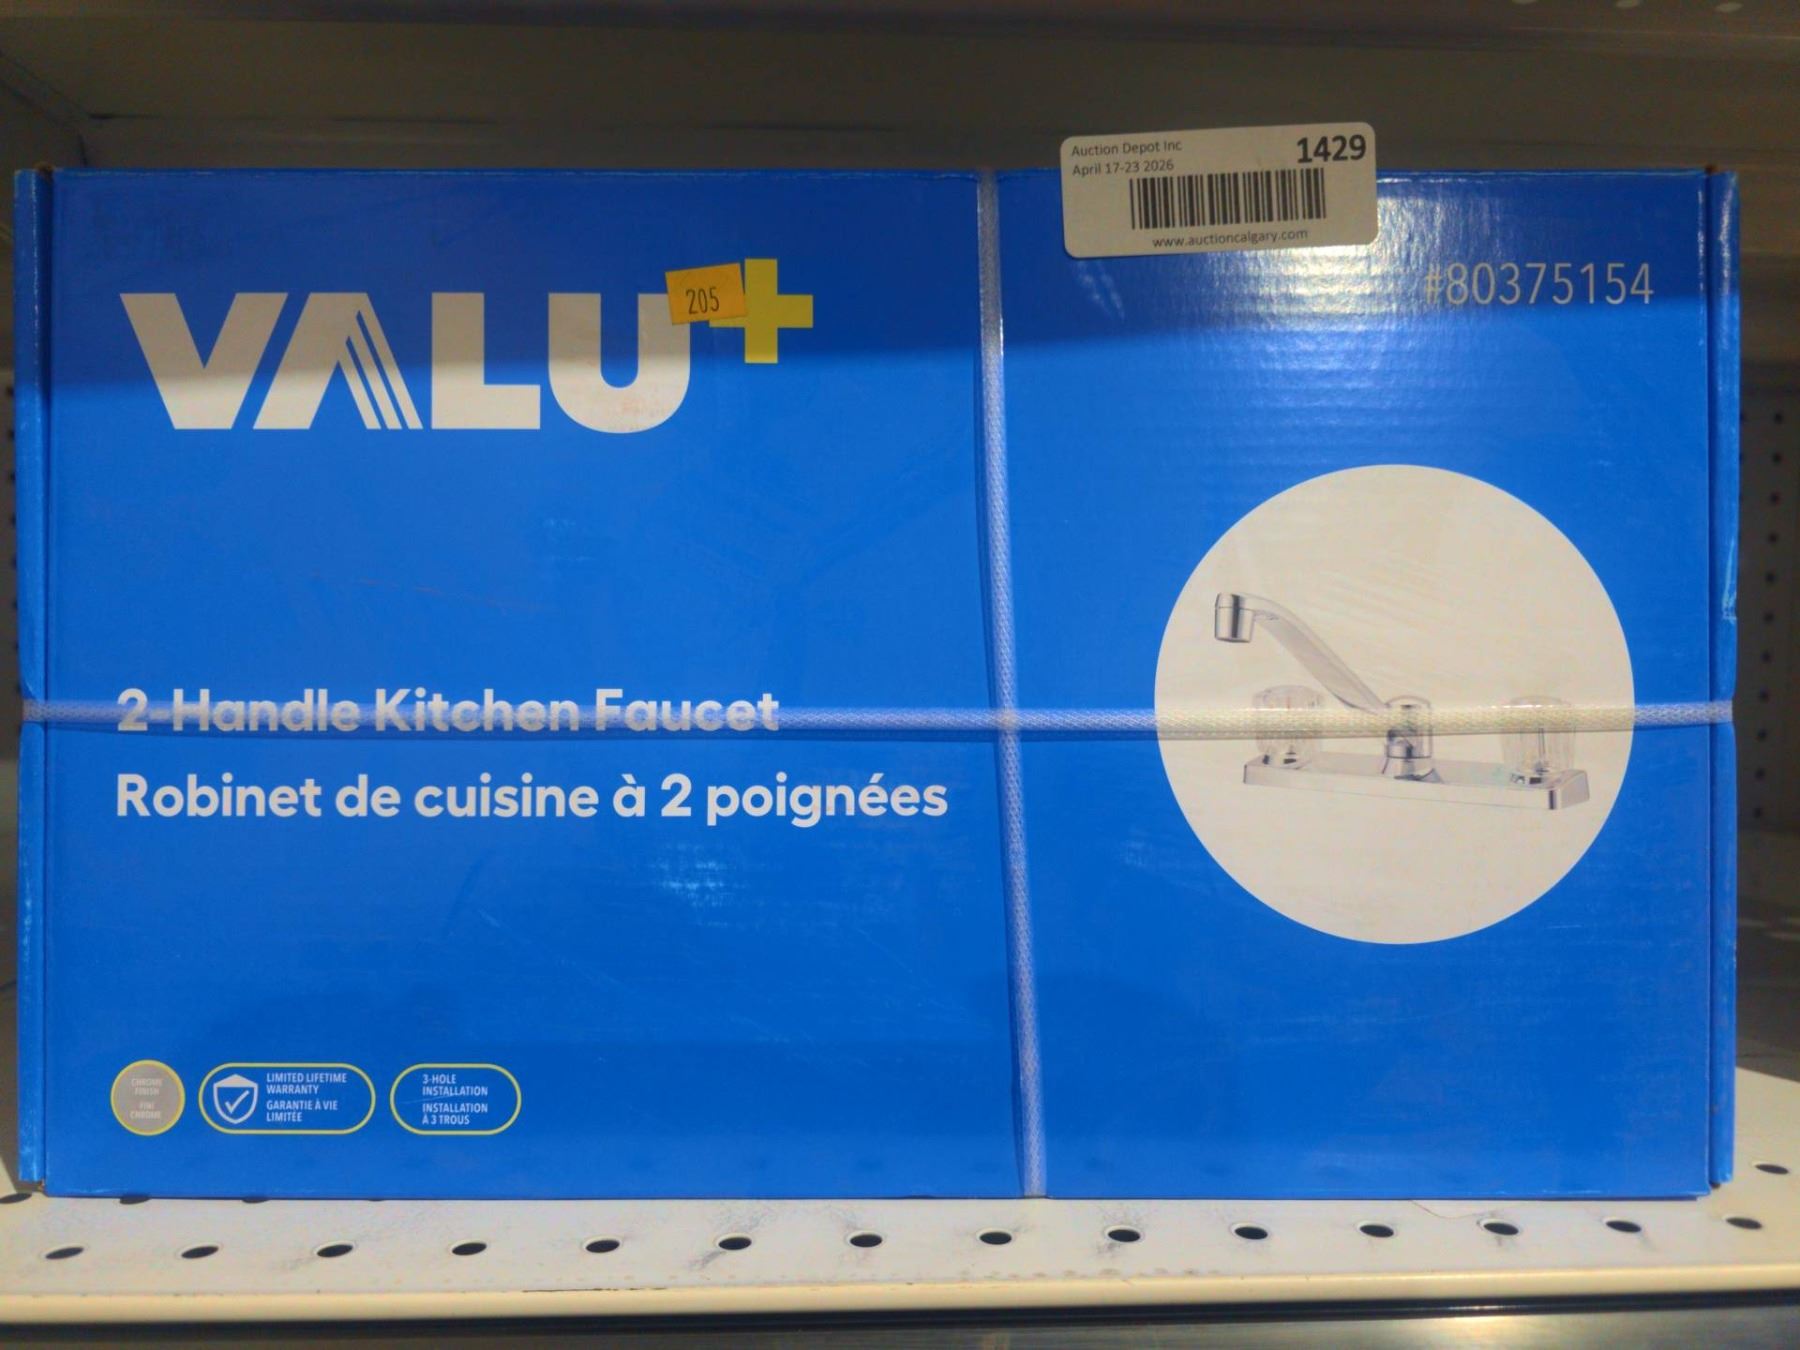 Auction Depot Inc
1429
April 17-23 2026
www.auctioncalgary.com
#80375154
VALU+
205
2-Handle Kitchen Faucet
Robinet de cuisine à 2 poignées
CHROME
FINISH
FINI
CHROME
LIMITED LIFETIME
WARRANTY
GARANTIE À VIE
LIMITÉE
3-HOLE
INSTALLATION
INSTALLATION
À 3 TROUS